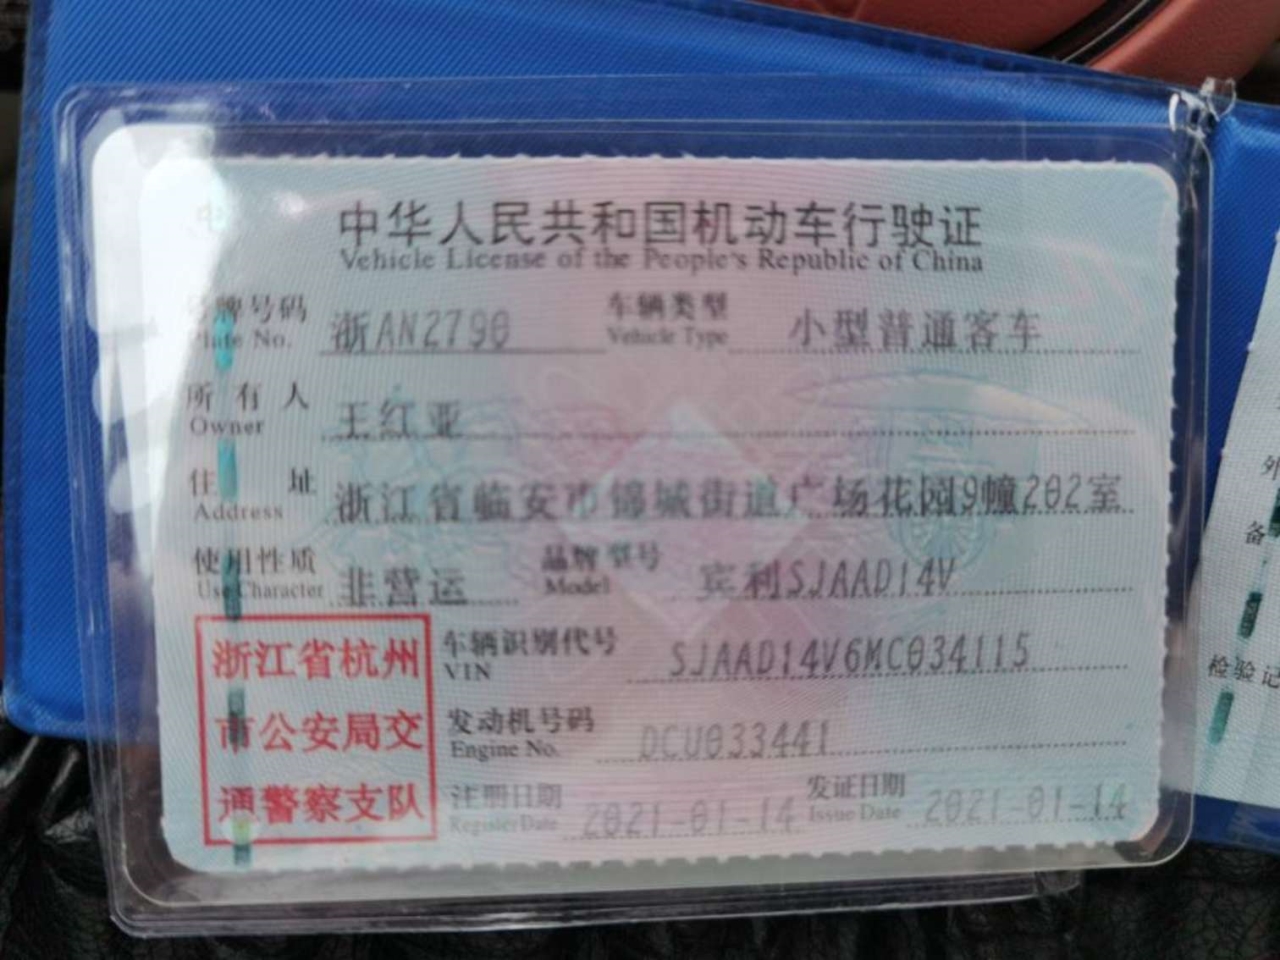 中华人民共和国机动车行驶证
Vehicle License of the People's Republic of China
号牌号码 浙AN2790 车辆类型 小型普通客车
Plate No. Vehicle Type
所有人 王红亚
Owner
住址 浙江省临安市锦城街道广场花园9幢202室
Address
使用性质 非营运 品牌型号 宾利SJAAD14V
Use Character Model
浙江省杭州
市公安局交
通警察支队
车辆识别代号 SJAAD14V6MC034115
VIN
发动机号码 DCU033441
Engine No.
注册日期 2021-01-14 发证日期 2021-01-14
Register Date Issue Date
外
备
检验记